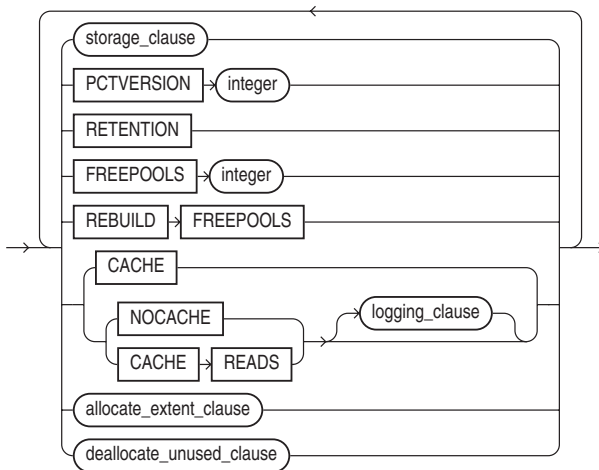 storage_clause
PCTVERSION integer
RETENTION
FREEPOOLS integer
REBUILD FREEPOOLS
CACHE
NOCACHE
logging_clause
CACHE READS
allocate_extent_clause
deallocate_unused_clause